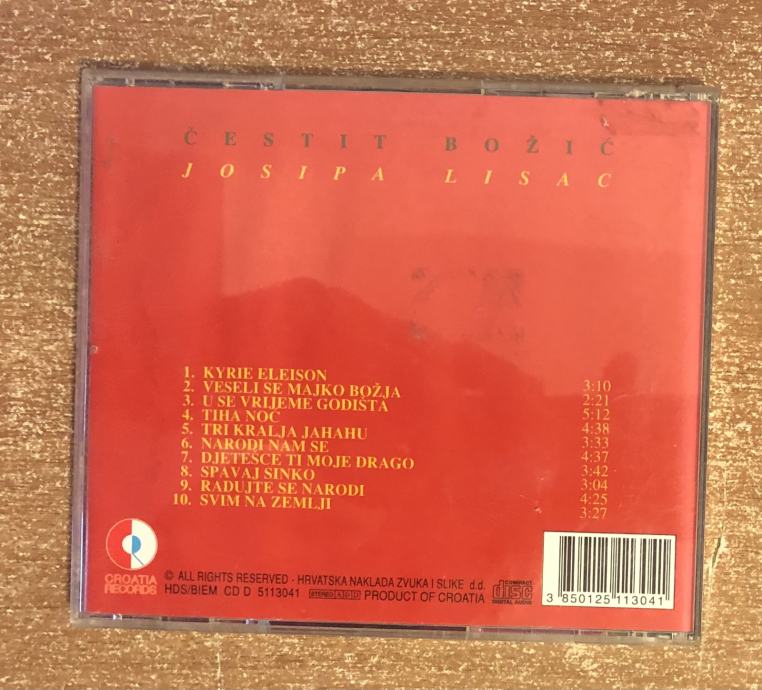 ČESTIT BOŽIĆ
JOSIPA LISAC
1. KYRIE ELEISON 3:10
2. VESELI SE MAJKO BOŽJA 2:21
3. U SE VRIJEME GODIŠTA 5:12
4. TIHA NOĆ 4:38
5. TRI KRALJA JAHAHU 3:33
6. NARODI NAM SE 4:37
7. DJETEŠCE TI MOJE DRAGO 3:42
8. SPAVAJ SINKO 3:04
9. RADUJTE SE NARODI 4:25
10. SVIM NA ZEMLJI 3:27
CROATIA
RECORDS
© ALL RIGHTS RESERVED - HRVATSKA NAKLADA ZVUKA I SLIKE d.d.
HDS/BIEM CD D 5113041 STEREO ADD PRODUCT OF CROATIA
COMPACT
disc
DIGITAL AUDIO
3 850125 113041